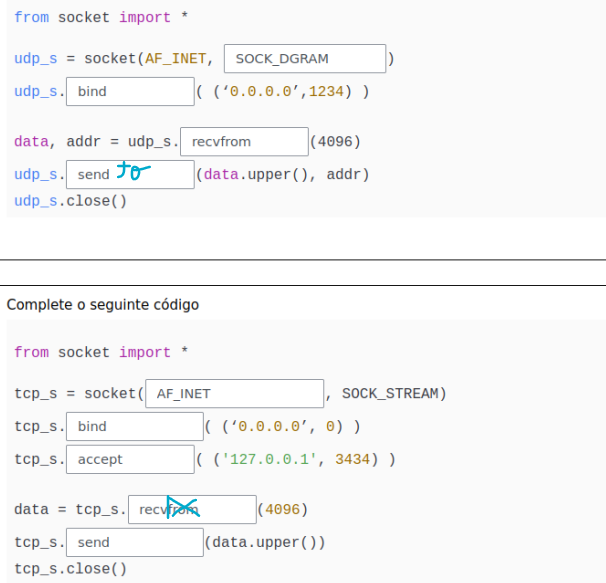 from socket import *
udp_s = socket(AF_INET, SOCK_DGRAM)
udp_s.bind( (‘0.0.0.0’,1234) )
data, addr = udp_s.recvfrom(4096)
udp_s.send to(data.upper(), addr)
udp_s.close()
Complete o seguinte código
from socket import *
tcp_s = socket(AF_INET, SOCK_STREAM)
tcp_s.bind( (‘0.0.0.0’, 0) )
tcp_s.accept( ('127.0.0.1', 3434) )
data = tcp_s.recvfrom(4096)
tcp_s.send(data.upper())
tcp_s.close()